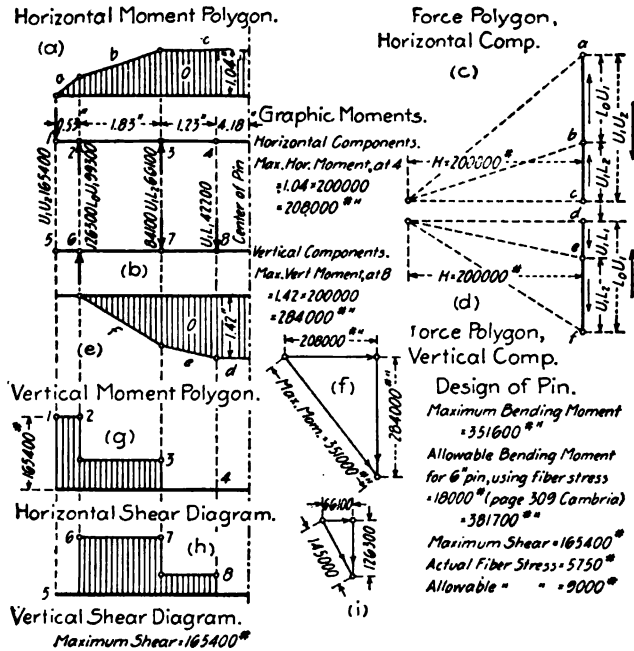 Horizontal Moment Polygon.
(a)
a
b
c
0
1.04"
0.53"
1.83"
1.23"
4.18"
1
2
3
4
U1U2 165400
126300 L0U1 99300
84100 U1L2 66100
U1L1 42200
Center of Pin
5
6
7
8
(b)
(e)
f
0
e
d
1.42"
Vertical Moment Polygon.
1
2
(g)
165400#
3
4
Horizontal Shear Diagram.
6
7
(h)
8
5
Vertical Shear Diagram.
Maximum Shear=165400#
Graphic Moments.
Horizontal Components.
Max. Hor. Moment, at 4
=1.04×200000
=208000#"
Vertical Components.
Max. Vert Moment, at 8
=1.42×200000
=284000#"
208000#"
(f)
Max. Mom.=351000#"
284000#"
66100
145000
126300
(i)
Force Polygon,
Horizontal Comp.
(c)
a
b
c
H=200000#
L0U1
U1L2
U1U2
d
e
f
H=200000#
(d)
U1L1
U1L2
L0U1
Force Polygon,
Vertical Comp.
Design of Pin.
Maximum Bending Moment
=351600#"
Allowable Bending Moment
for 6" pin, using Fiber stress
=18000# (page 309 Cambria)
=381700#"
Maximum Shear=165400#
Actual Fiber Stress=5750#
Allowable " " =9000#